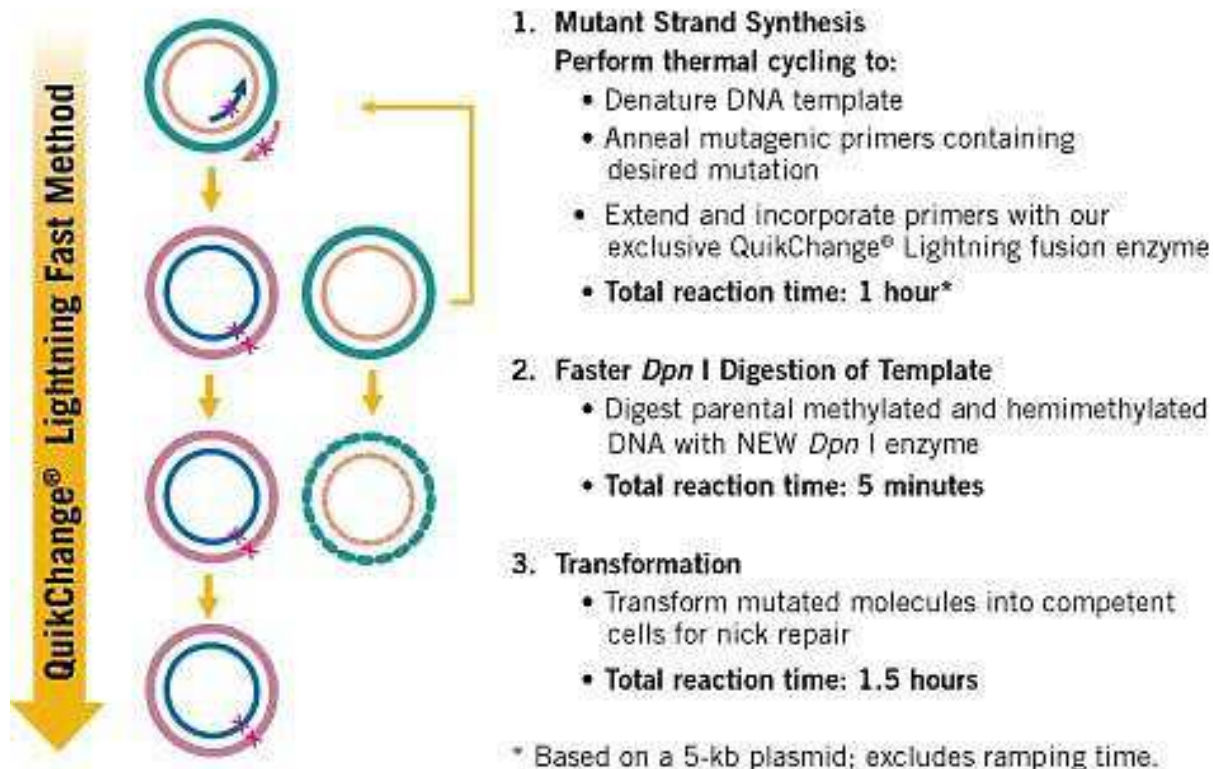 QuikChange® Lightning Fast Method
1. Mutant Strand Synthesis
Perform thermal cycling to:
• Denature DNA template
• Anneal mutagenic primers containing
desired mutation
• Extend and incorporate primers with our
exclusive QuikChange® Lightning fusion enzyme
• Total reaction time: 1 hour*
2. Faster Dpn I Digestion of Template
• Digest parental methylated and hemimethylated
DNA with NEW Dpn I enzyme
• Total reaction time: 5 minutes
3. Transformation
• Transform mutated molecules into competent
cells for nick repair
• Total reaction time: 1.5 hours
* Based on a 5-kb plasmid; excludes ramping time.